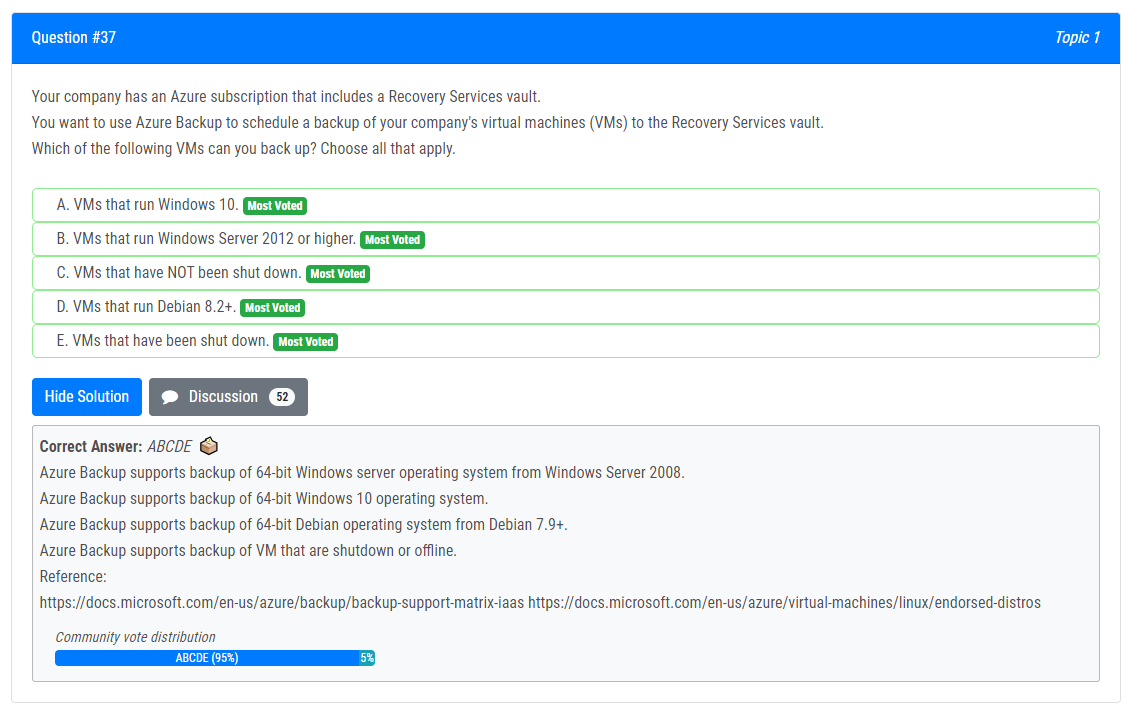 Question #37
Topic 1
Your company has an Azure subscription that includes a Recovery Services vault.
You want to use Azure Backup to schedule a backup of your company's virtual machines (VMs) to the Recovery Services vault.
Which of the following VMs can you back up? Choose all that apply.
A. VMs that run Windows 10. Most Voted
B. VMs that run Windows Server 2012 or higher. Most Voted
C. VMs that have NOT been shut down. Most Voted
D. VMs that run Debian 8.2+. Most Voted
E. VMs that have been shut down. Most Voted
Hide Solution
Discussion 52
Correct Answer: ABCDE
Azure Backup supports backup of 64-bit Windows server operating system from Windows Server 2008.
Azure Backup supports backup of 64-bit Windows 10 operating system.
Azure Backup supports backup of 64-bit Debian operating system from Debian 7.9+.
Azure Backup supports backup of VM that are shutdown or offline.
Reference:
https://docs.microsoft.com/en-us/azure/backup/backup-support-matrix-iaas https://docs.microsoft.com/en-us/azure/virtual-machines/linux/endorsed-distros
Community vote distribution
ABCDE (95%) 5%